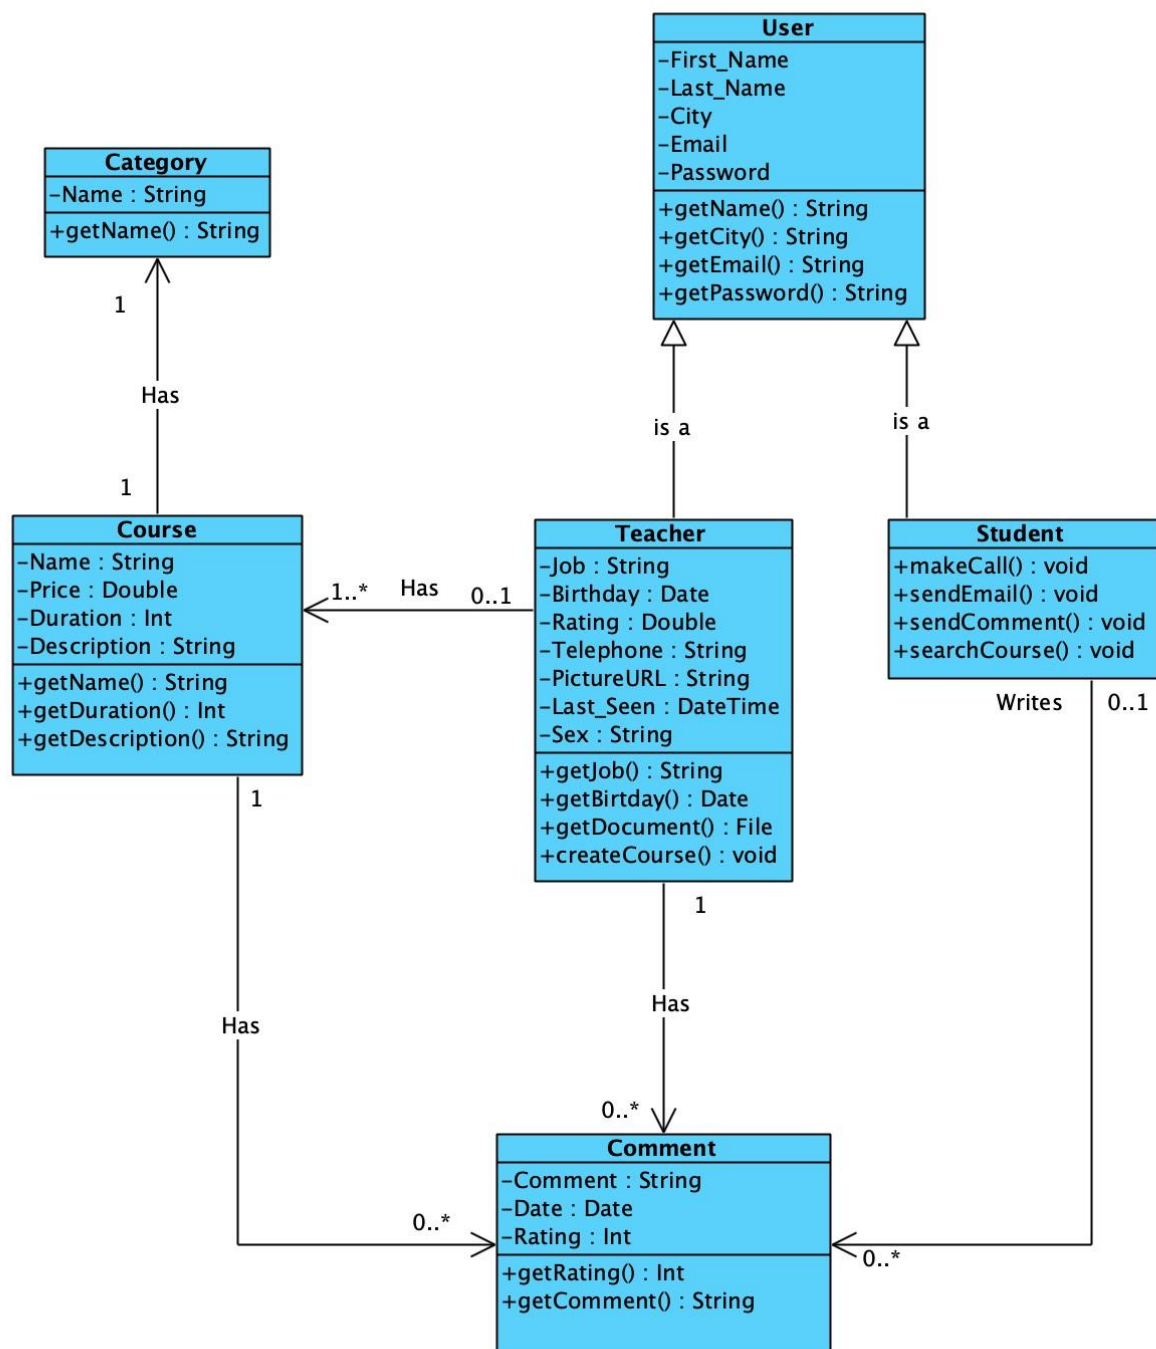 User
-First_Name
-Last_Name
-City
-Email
-Password
+getName() : String
+getCity() : String
+getEmail() : String
+getPassword() : String
Category
-Name : String
+getName() : String
1
Has
1
is a
is a
Course
-Name : String
-Price : Double
-Duration : Int
-Description : String
+getName() : String
+getDuration() : Int
+getDescription() : String
1..*
Has
0..1
Teacher
-Job : String
-Birthday : Date
-Rating : Double
-Telephone : String
-PictureURL : String
-Last_Seen : DateTime
-Sex : String
+getJob() : String
+getBirtday() : Date
+getDocument() : File
+createCourse() : void
Student
+makeCall() : void
+sendEmail() : void
+sendComment() : void
+searchCourse() : void
Writes
0..1
1
1
Has
Has
0..*
0..*
0..*
Comment
-Comment : String
-Date : Date
-Rating : Int
+getRating() : Int
+getComment() : String